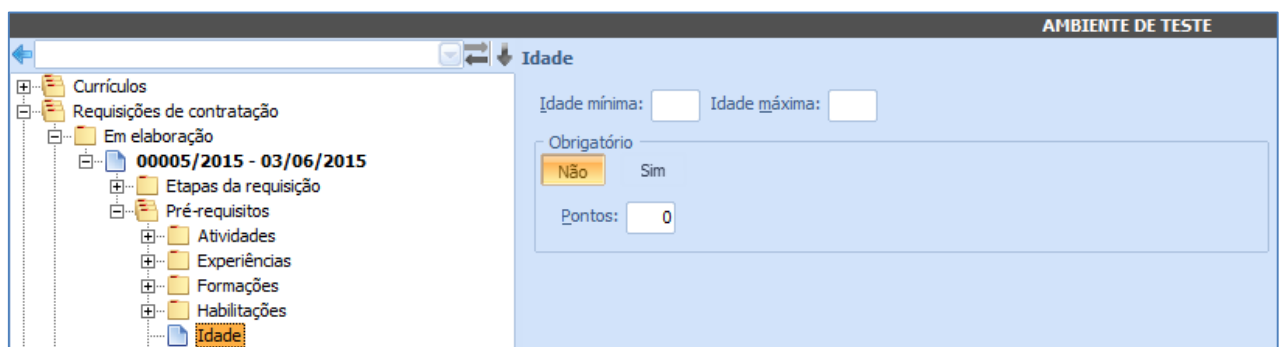 AMBIENTE DE TESTE
Idade
Currículos
Requisições de contratação
Em elaboração
00005/2015 - 03/06/2015
Etapas da requisição
Pré-requisitos
Atividades
Experiências
Formações
Habilitações
Idade
Idade mínima: Idade máxima:
Obrigatório
Não Sim
Pontos: 0